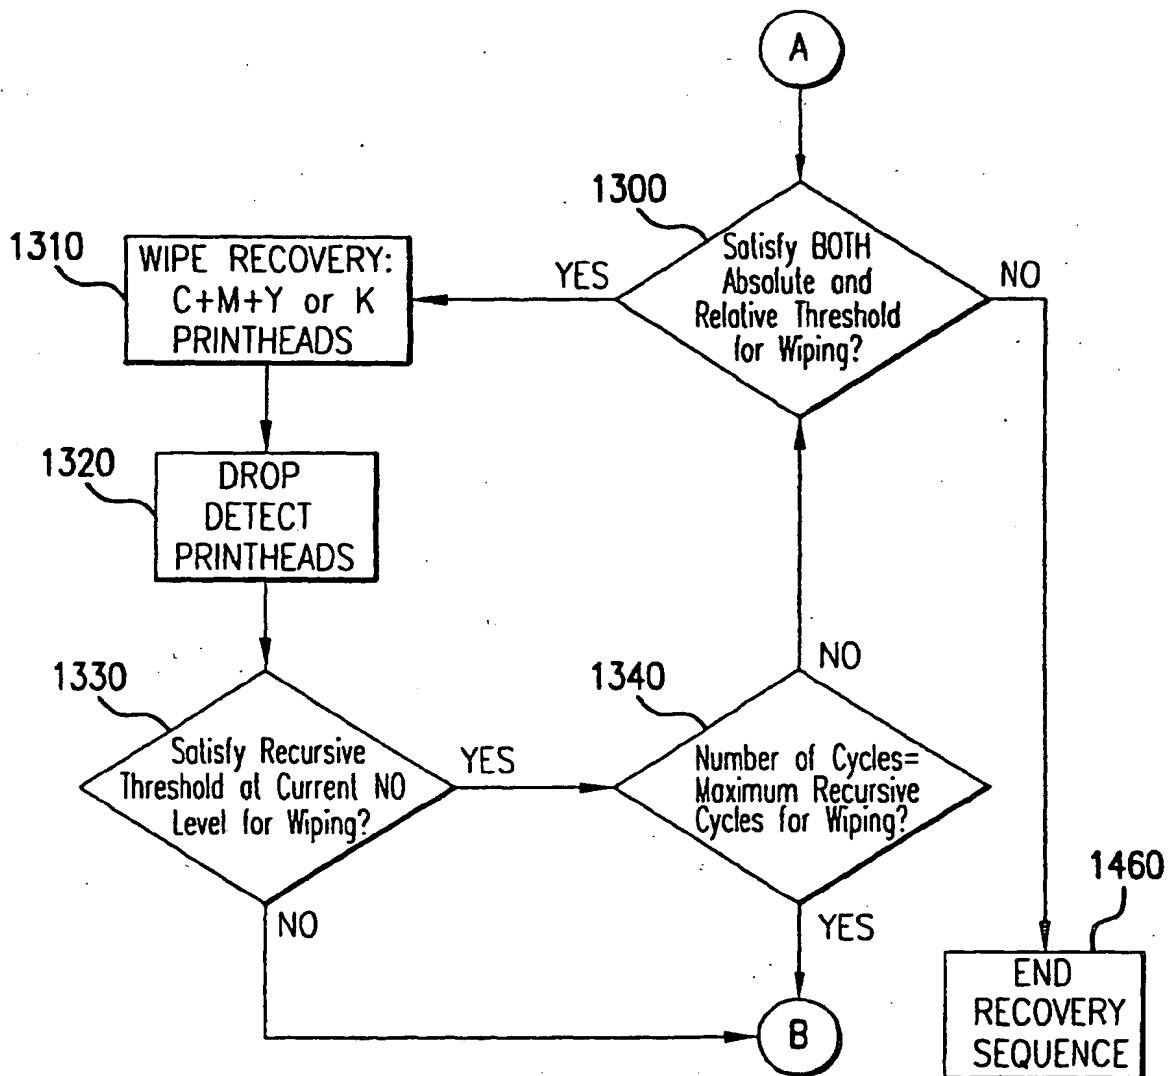 A
1300
Satisfy BOTH
Absolute and
Relative Threshold
for Wiping?
YES
NO
1310
WIPE RECOVERY:
C+M+Y or K
PRINTHEADS
1320
DROP
DETECT
PRINTHEADS
1330
Satisfy Recursive
Threshold at Current NO
Level for Wiping?
YES
NO
1340
Number of Cycles=
Maximum Recursive
Cycles for Wiping?
NO
YES
B
1460
END
RECOVERY
SEQUENCE